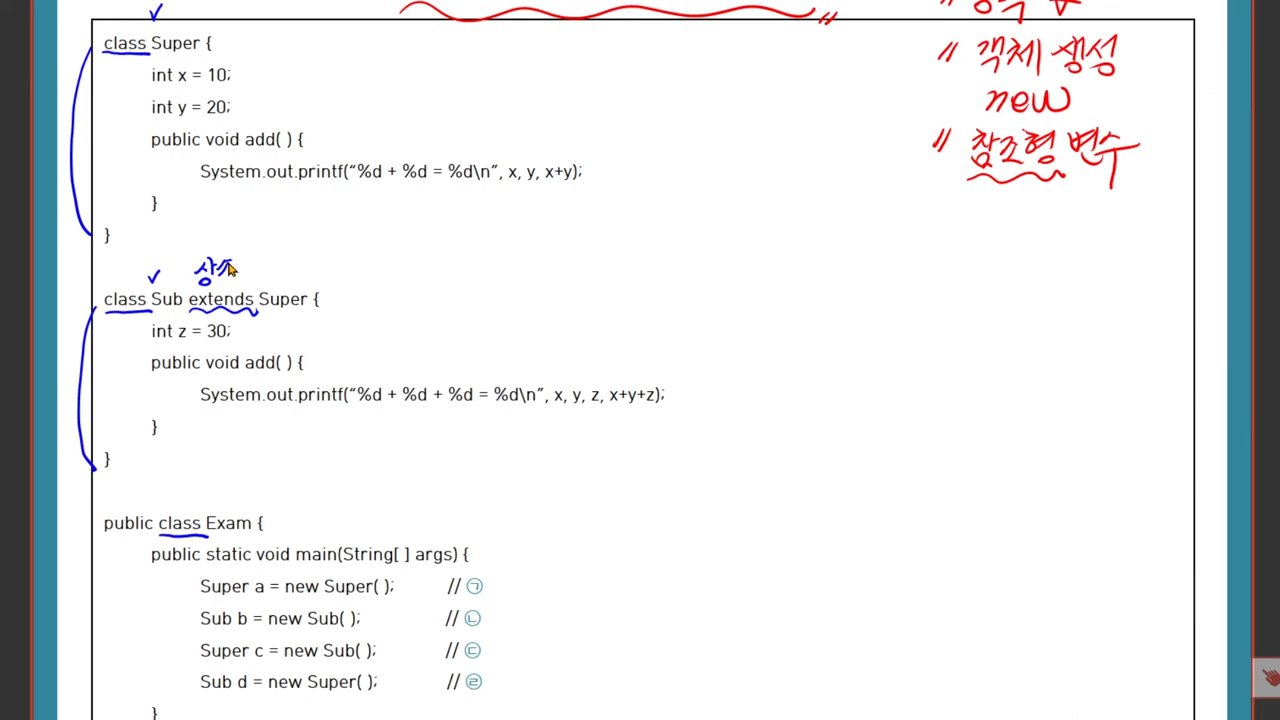 " 객체 생성
new
" 참조형 변수
class Super {
int x = 10;
int y = 20;
public void add( ) {
System.out.printf(“%d + %d = %d\n”, x, y, x+y);
}
}
class Sub extends Super {
int z = 30;
public void add( ) {
System.out.printf(“%d + %d + %d = %d\n”, x, y, z, x+y+z);
}
}
public class Exam {
public static void main(String[ ] args) {
Super a = new Super( ); // ㉠
Sub b = new Sub( ); // ㉡
Super c = new Sub( ); // ㉢
Sub d = new Super( ); // ㉣
}